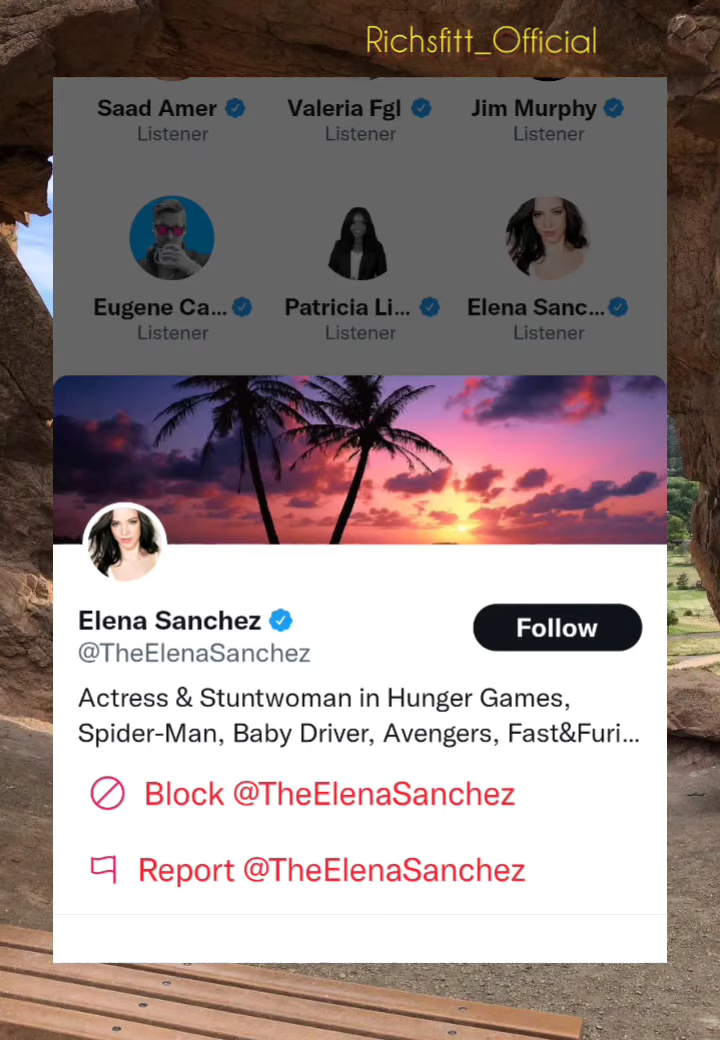 Richsfitt_Official
Saad Amer Valeria Fgl Jim Murphy
Listener Listener Listener
Eugene Ca... Patricia Li... Elena Sanc...
Listener Listener Listener
Elena Sanchez
Follow
@TheElenaSanchez
Actress & Stuntwoman in Hunger Games,
Spider-Man, Baby Driver, Avengers, Fast&Furi...
Block @TheElenaSanchez
Report @TheElenaSanchez